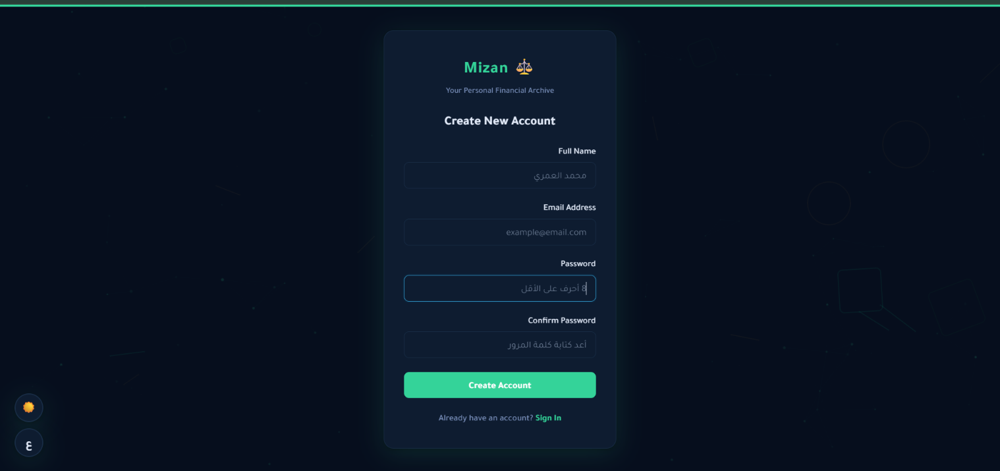 Mizan
Your Personal Financial Archive
Create New Account
Full Name
محمد العمري
Email Address
example@email.com
Password
8 أحرف على الأقل
Confirm Password
أعد كتابة كلمة المرور
Create Account
Already have an account? Sign In
ع